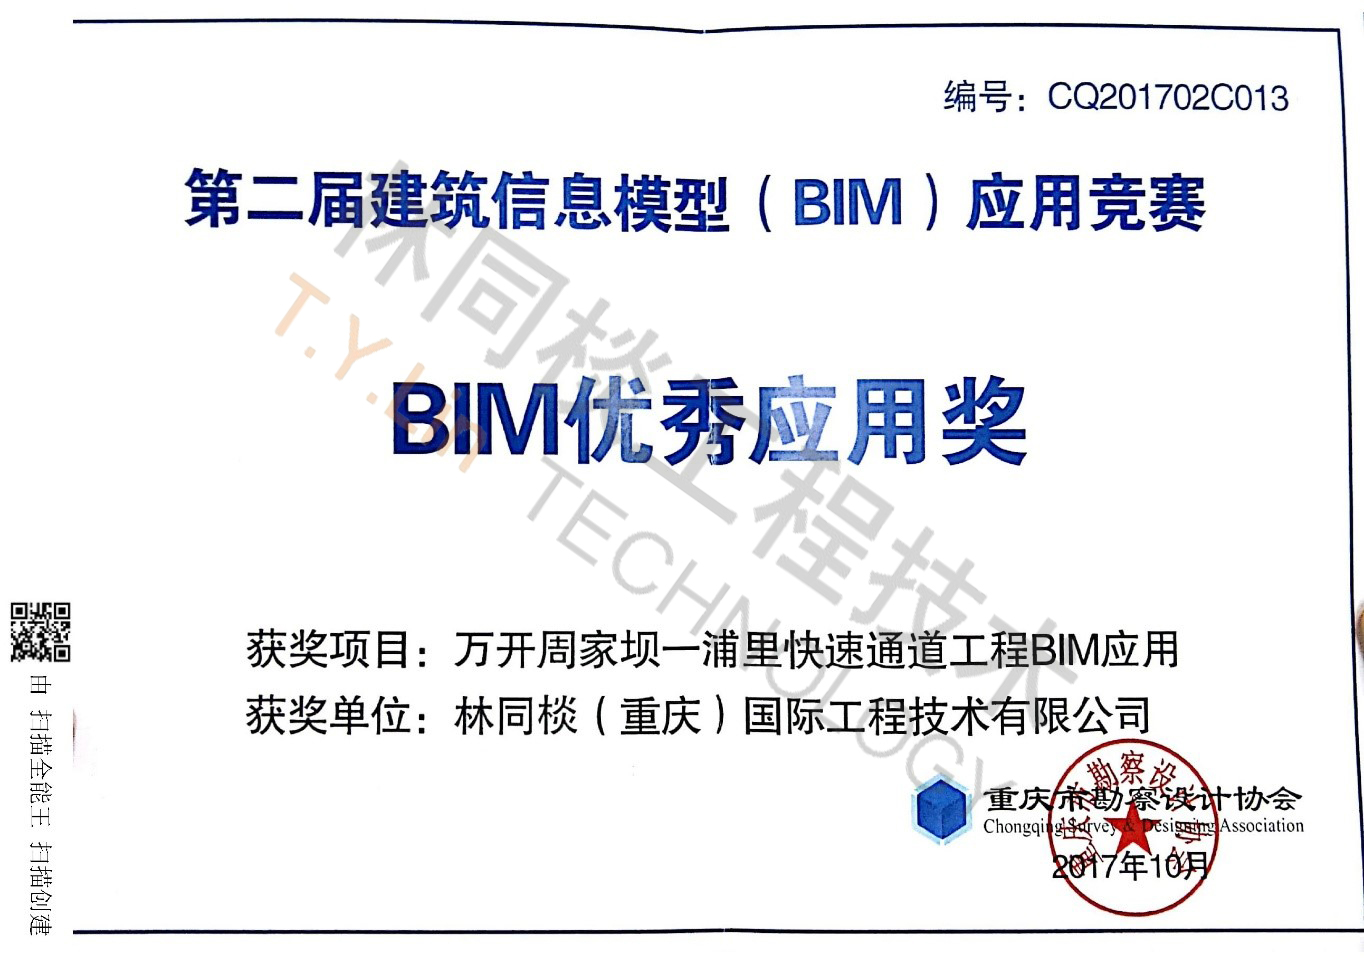 编号：CQ201702C013
第二届建筑信息模型（BIM）应用竞赛
BIM优秀应用奖
获奖项目：万开周家坝一浦里快速通道工程BIM应用
获奖单位：林同棪（重庆）国际工程技术有限公司
重庆市勘察设计协会
Chongqing Survey & Designing Association
2017年10月
重庆市勘察设计协会
林同棪工程技术
T.Y.Lin TECHNOLOGY
由 扫描全能王 扫描创建